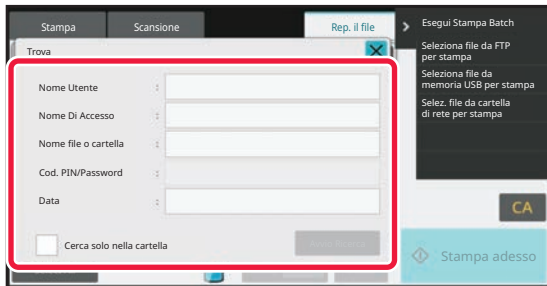 Stampa
Scansione
Rep. il file
Esegui Stampa Batch
Trova
Seleziona file da FTP
per stampa
Seleziona file da
memoria USB per stampa
Nome Utente :
Nome Di Accesso :
Selez. file da cartella
di rete per stampa
Nome file o cartella :
Cod. PIN/Password :
Data :
CA
Cerca solo nella cartella
Stampa adesso